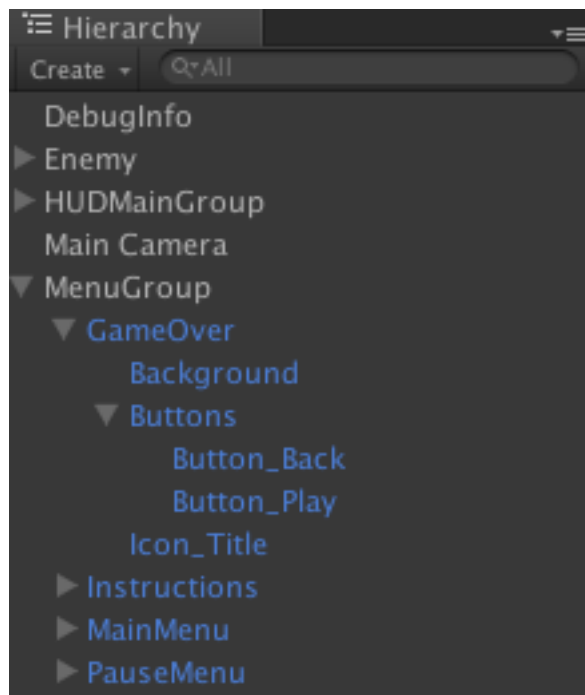 Hierarchy
Create All
DebugInfo
Enemy
HUDMainGroup
Main Camera
MenuGroup
GameOver
Background
Buttons
Button_Back
Button_Play
Icon_Title
Instructions
MainMenu
PauseMenu